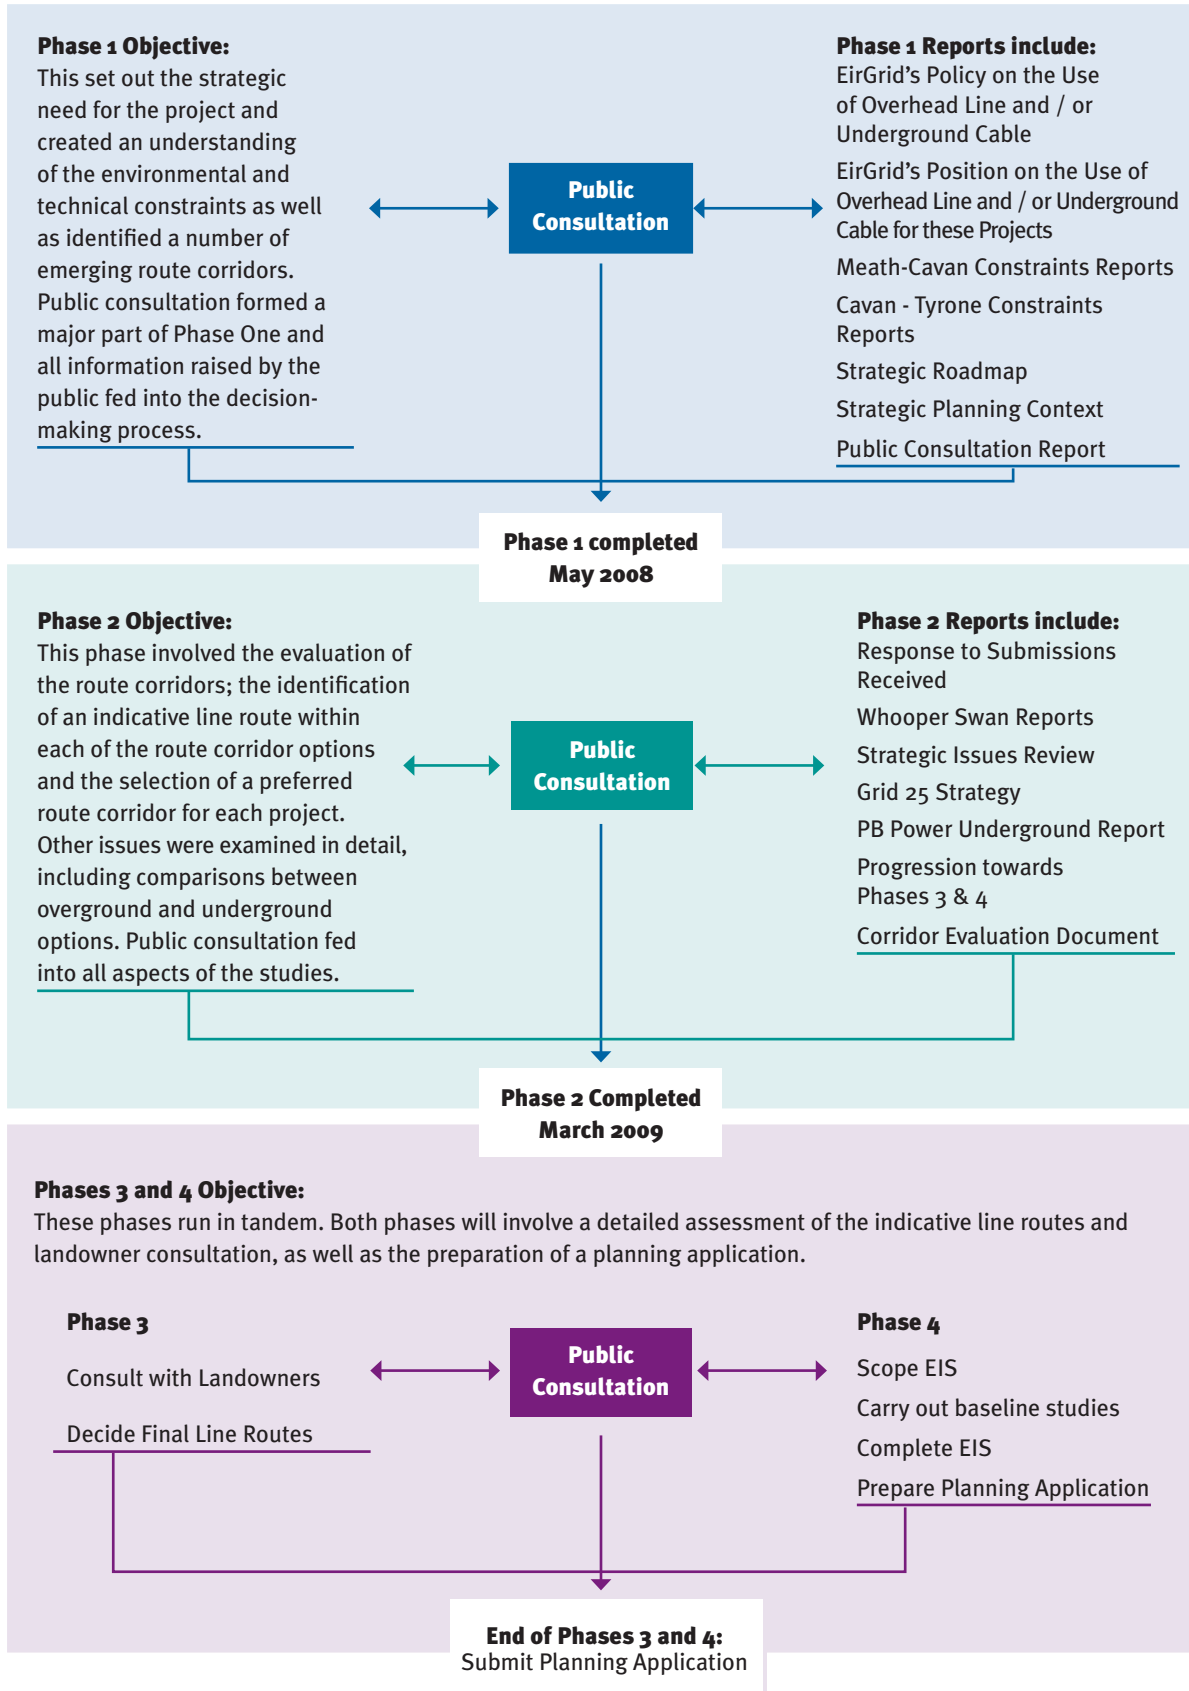 Phase 1 Objective:
This set out the strategic
need for the project and
created an understanding
of the environmental and
technical constraints as well
as identified a number of
emerging route corridors.
Public consultation formed a
major part of Phase One and
all information raised by the
public fed into the decision-
making process.
Public
Consultation
Phase 1 Reports include:
EirGrid's Policy on the Use
of Overhead Line and / or
Underground Cable
EirGrid's Position on the Use of
Overhead Line and / or Underground
Cable for these Projects
Meath-Cavan Constraints Reports
Cavan - Tyrone Constraints
Reports
Strategic Roadmap
Strategic Planning Context
Public Consultation Report
Phase 1 completed
May 2008
Phase 2 Objective:
This phase involved the evaluation of
the route corridors; the identification
of an indicative line route within
each of the route corridor options
and the selection of a preferred
route corridor for each project.
Other issues were examined in detail,
including comparisons between
overground and underground
options. Public consultation fed
into all aspects of the studies.
Public
Consultation
Phase 2 Reports include:
Response to Submissions
Received
Whooper Swan Reports
Strategic Issues Review
Grid 25 Strategy
PB Power Underground Report
Progression towards
Phases 3 & 4
Corridor Evaluation Document
Phase 2 Completed
March 2009
Phases 3 and 4 Objective:
These phases run in tandem. Both phases will involve a detailed assessment of the indicative line routes and
landowner consultation, as well as the preparation of a planning application.
Phase 3
Consult with Landowners
Decide Final Line Routes
Public
Consultation
Phase 4
Scope EIS
Carry out baseline studies
Complete EIS
Prepare Planning Application
End of Phases 3 and 4:
Submit Planning Application